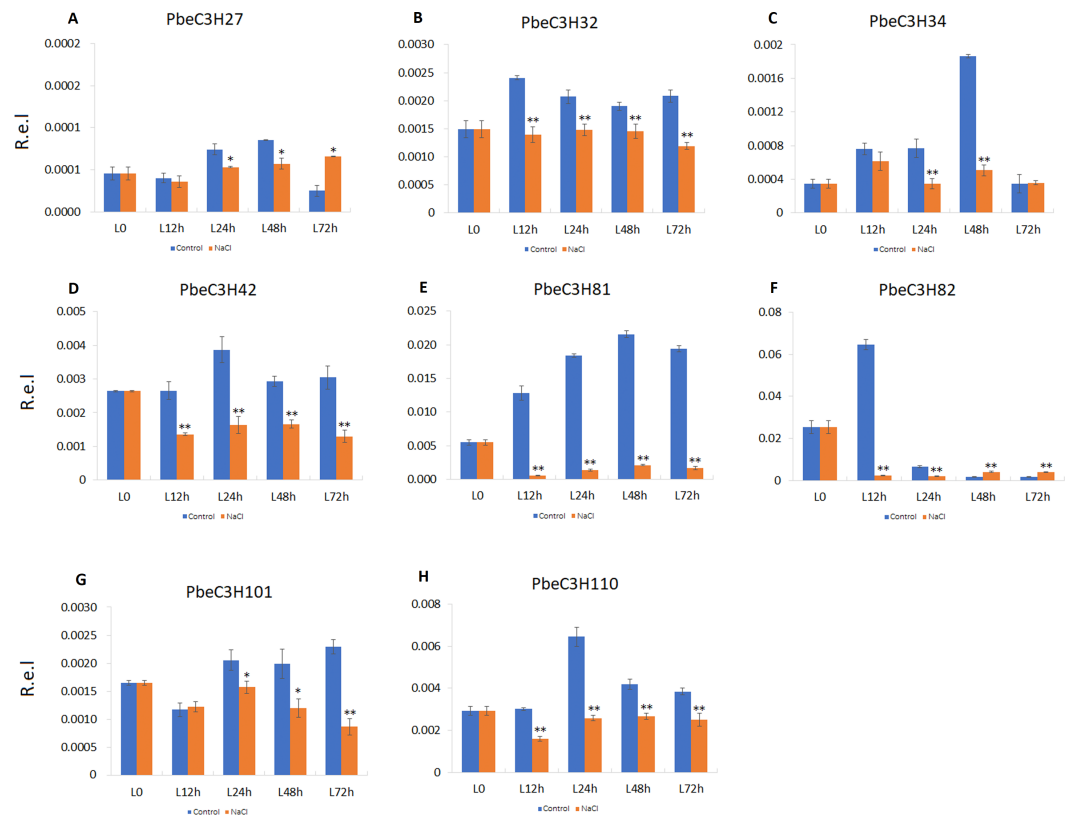 A PbeC3H27
R.e.l
0.0002
0.0002
0.0001
0.0001
0.0000
* * *
L0 L12h L24h L48h L72h
Control NaCl
B PbeC3H32
0.0030
0.0025
0.0020
0.0015
0.0010
0.0005
0
** ** ** **
L0 L12h L24h L48h L72h
Control NaCl
C PbeC3H34
0.002
0.0016
0.0012
0.0008
0.0004
0
** **
L0 L12h L24h L48h L72h
Control NaCl
D PbeC3H42
R.e.l
0.005
0.004
0.003
0.002
0.001
0
** ** ** **
L0 L12h L24h L48h L72h
Control NaCl
E PbeC3H81
0.025
0.020
0.015
0.010
0.005
0.000
** ** ** **
L0 L12h L24h L48h L72h
Control NaCl
F PbeC3H82
0.08
0.06
0.04
0.02
0
** ** ** **
L0 L12h L24h L48h L72h
Control NaCl
G PbeC3H101
R.e.l
0.0030
0.0025
0.0020
0.0015
0.0010
0.0005
0
* * **
L0 L12h L24h L48h L72h
Control NaCl
H PbeC3H110
0.008
0.006
0.004
0.002
0
** ** ** **
L0 L12h L24h L48h L72h
Control NaCl